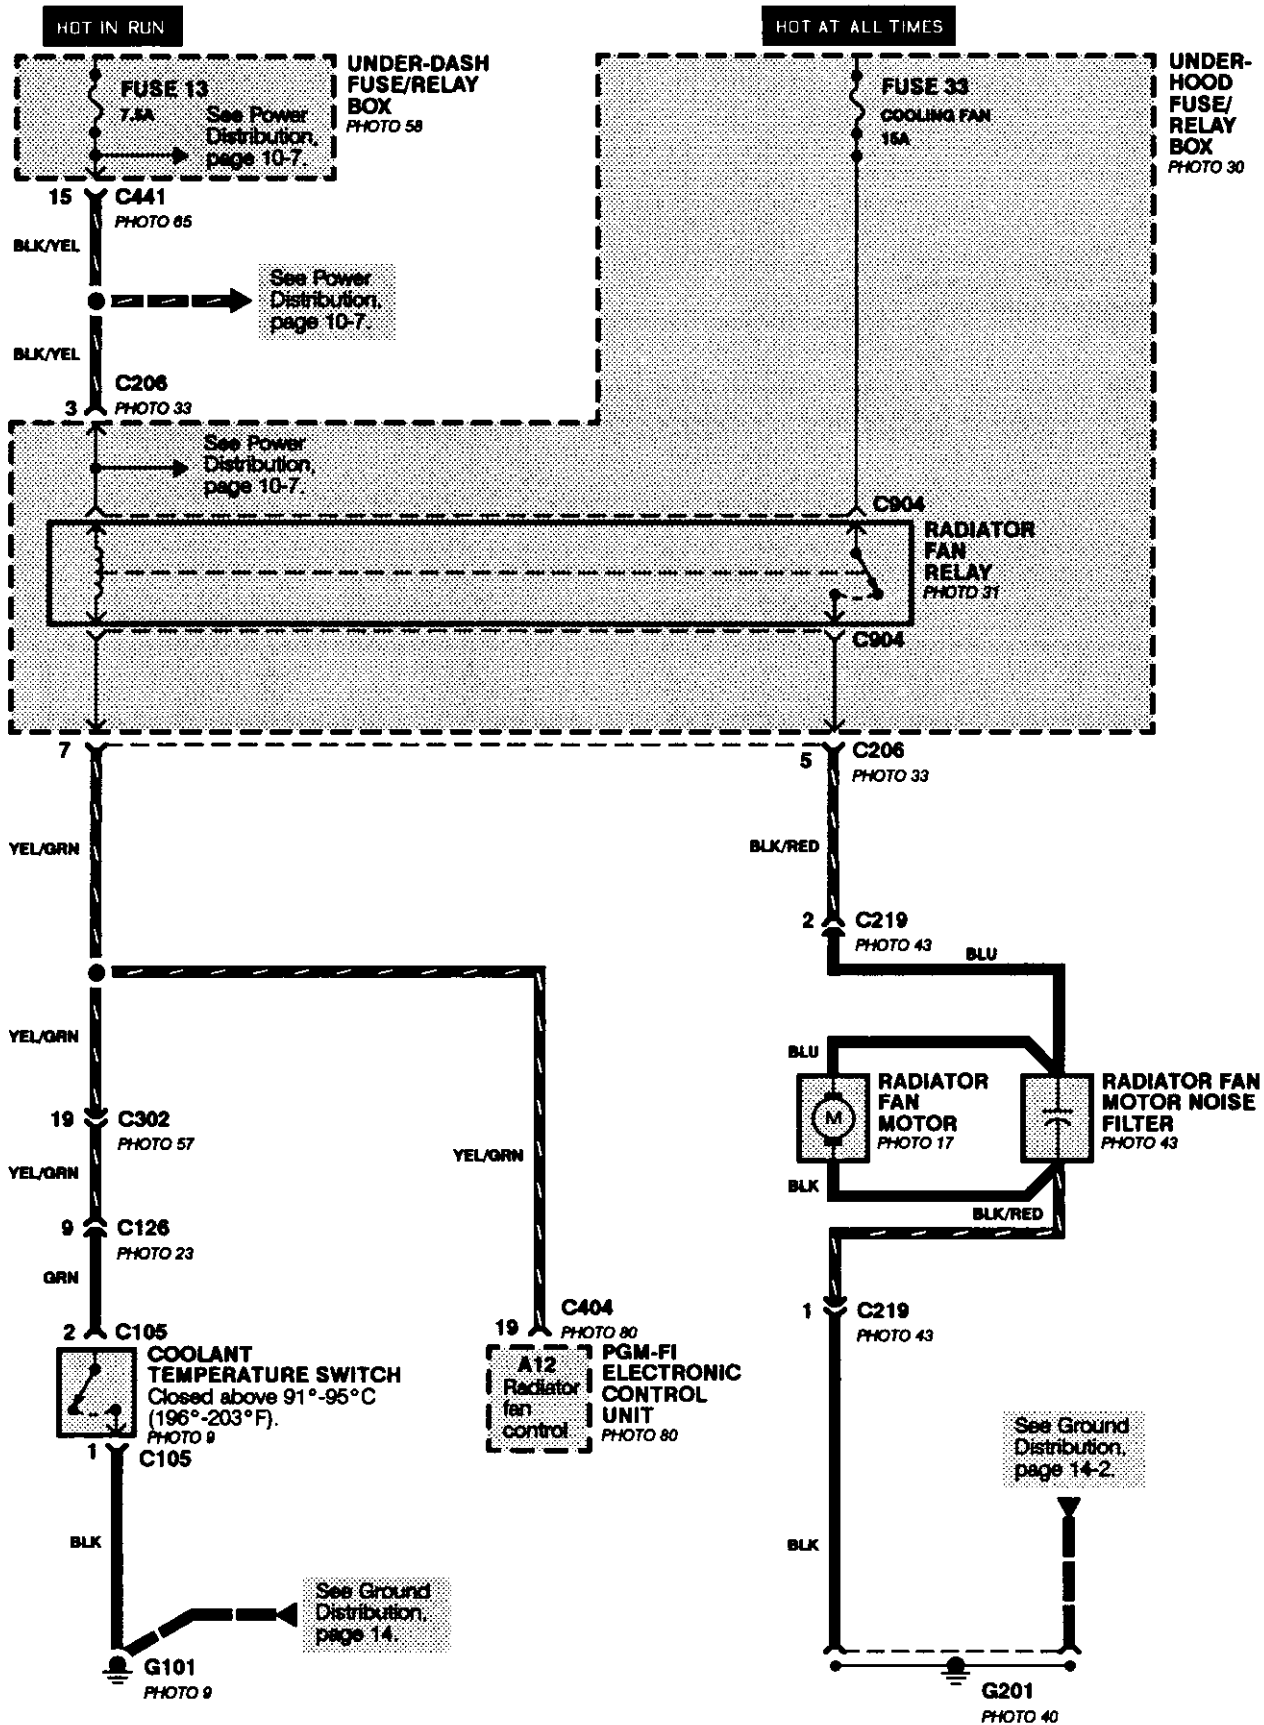 HOT IN RUN
HOT AT ALL TIMES
FUSE 13
7.5A
See Power
Distribution,
page 10-7.
UNDER-DASH
FUSE/RELAY
BOX
PHOTO 58
FUSE 33
COOLING FAN
15A
UNDER-
HOOD
FUSE/
RELAY
BOX
PHOTO 30
15
C441
PHOTO 65
BLK/YEL
See Power
Distribution,
page 10-7.
BLK/YEL
C206
3
PHOTO 33
See Power
Distribution,
page 10-7.
C904
RADIATOR
FAN
RELAY
PHOTO 31
C904
7
5
C206
PHOTO 33
YEL/GRN
BLK/RED
2
C219
PHOTO 43
BLU
YEL/GRN
BLU
RADIATOR
FAN
MOTOR
PHOTO 17
M
RADIATOR FAN
MOTOR NOISE
FILTER
PHOTO 43
19
C302
PHOTO 57
YEL/GRN
YEL/GRN
BLK
BLK/RED
9
C126
PHOTO 23
GRN
2
C105
COOLANT
TEMPERATURE SWITCH
Closed above 91°-95°C
(196°-203°F).
PHOTO 9
1
C105
C404
19
PHOTO 80
A12
Radiator
fan
control
PGM-FI
ELECTRONIC
CONTROL
UNIT
PHOTO 80
1
C219
PHOTO 43
See Ground
Distribution,
page 14-2.
BLK
BLK
See Ground
Distribution,
page 14.
G101
PHOTO 9
G201
PHOTO 40